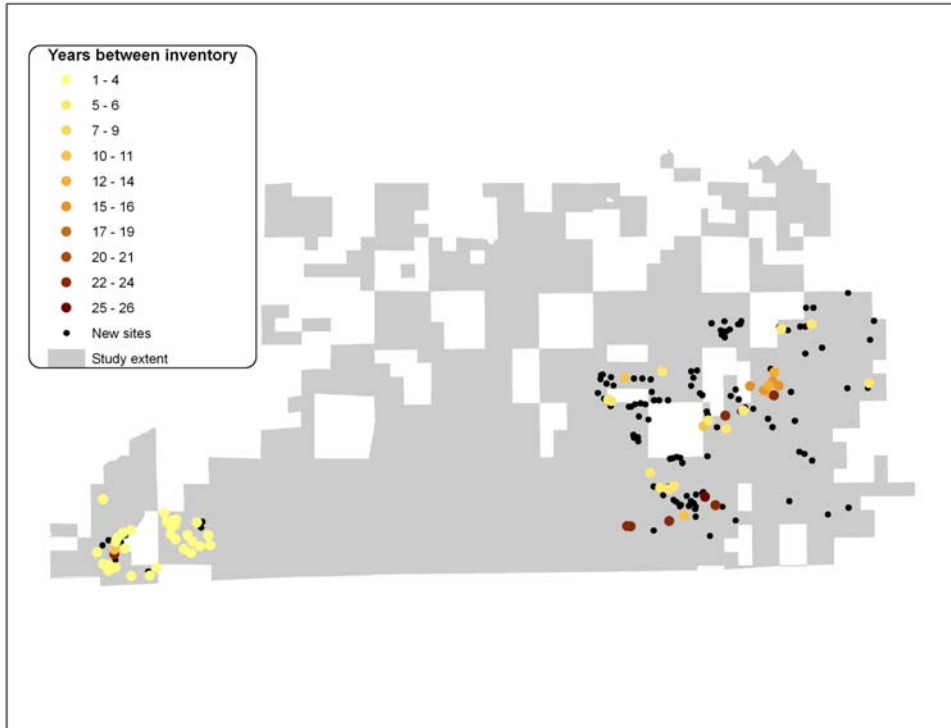 Years between inventory
1 - 4
5 - 6
7 - 9
10 - 11
12 - 14
15 - 16
17 - 19
20 - 21
22 - 24
25 - 26
New sites
Study extent